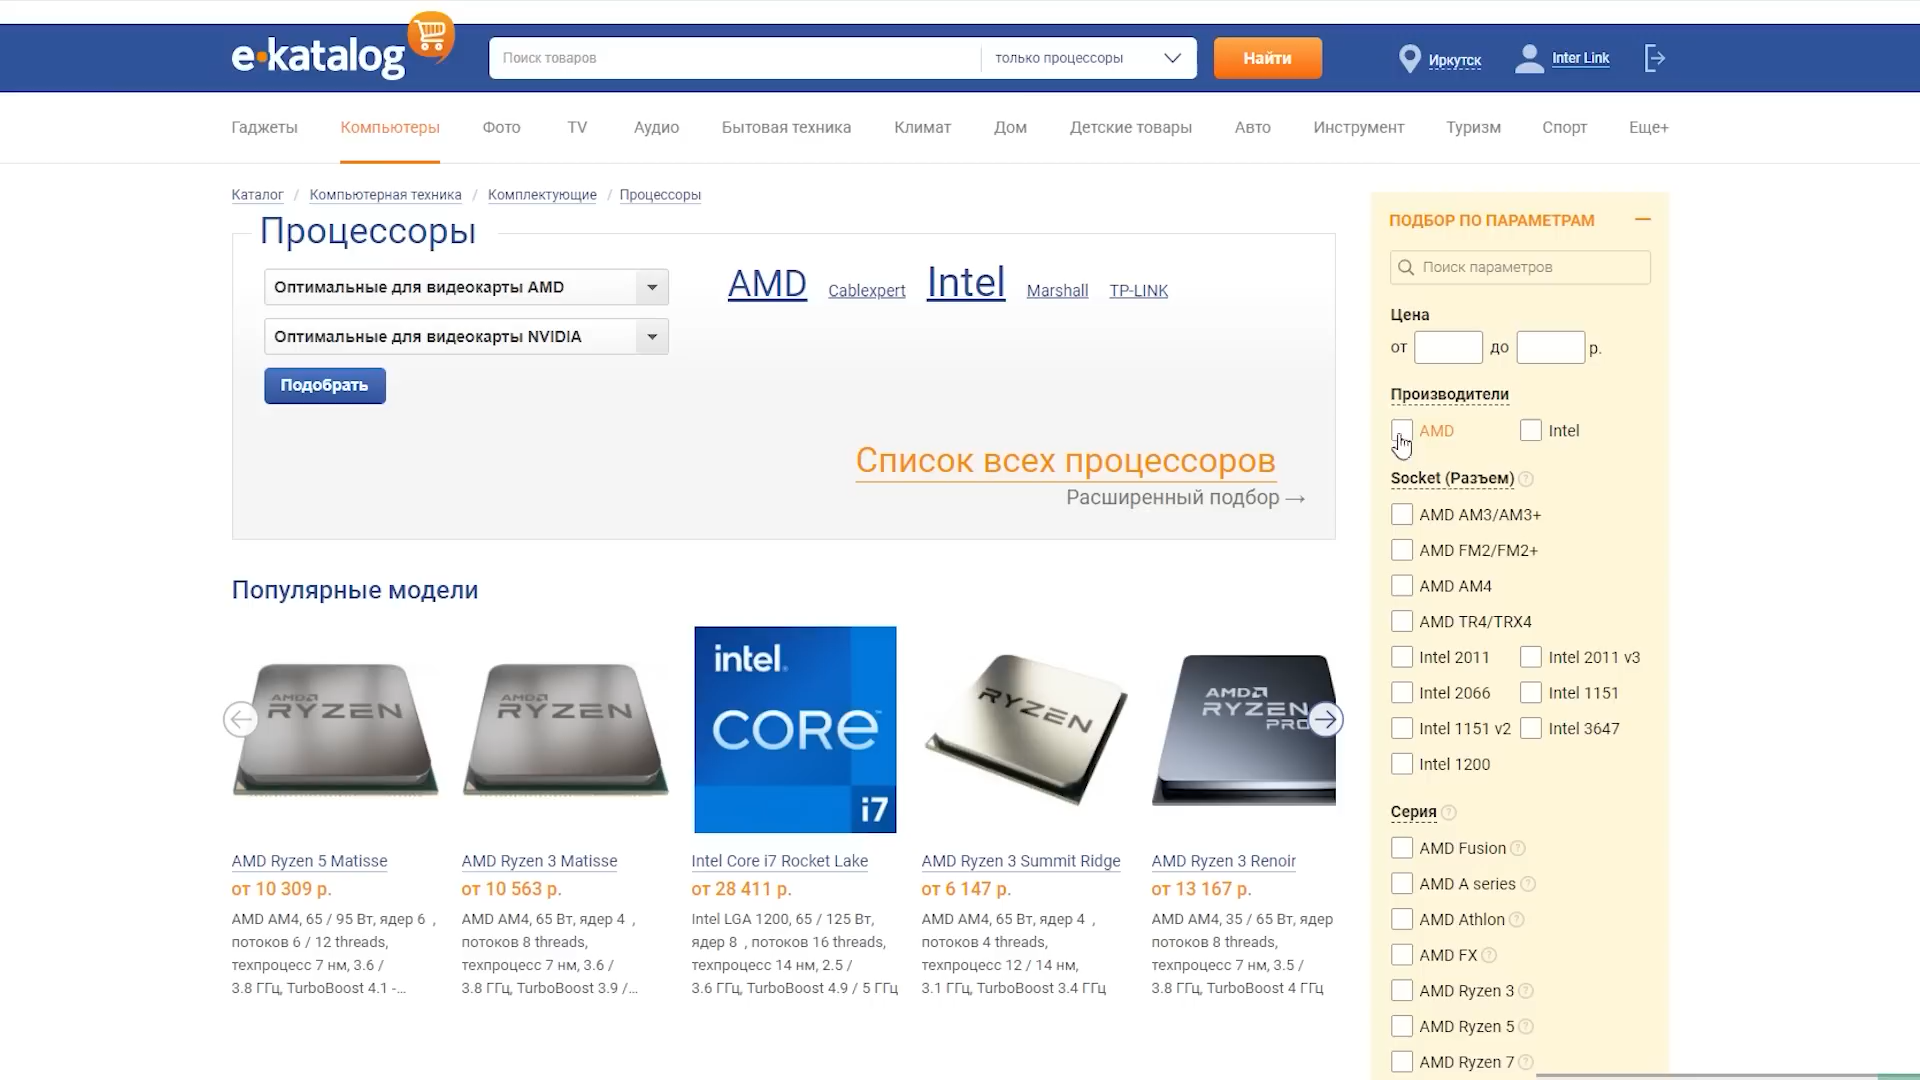 e·katalog
Поиск товаров
только процессоры
Найти
Иркутск
Inter Link
Гаджеты
Компьютеры
Фото
TV
Аудио
Бытовая техника
Климат
Дом
Детские товары
Авто
Инструмент
Туризм
Спорт
Еще+
Каталог / Компьютерная техника / Комплектующие / Процессоры
Процессоры
Оптимальные для видеокарты AMD
Оптимальные для видеокарты NVIDIA
Подобрать
AMD Cablexpert Intel Marshall TP-LINK
Список всех процессоров
Расширенный подбор →
Популярные модели
AMD RYZEN
AMD Ryzen 5 Matisse
от 10 309 р.
AMD AM4, 65 / 95 Вт, ядер 6 ,
потоков 6 / 12 threads,
техпроцесс 7 нм, 3.6 /
3.8 ГГц, TurboBoost 4.1 -...
AMD RYZEN
AMD Ryzen 3 Matisse
от 10 563 р.
AMD AM4, 65 Вт, ядер 4 ,
потоков 8 threads,
техпроцесс 7 нм, 3.6 /
3.8 ГГц, TurboBoost 3.9 /...
intel.
CORE™
i7
Intel Core i7 Rocket Lake
от 28 411 р.
Intel LGA 1200, 65 / 125 Вт,
ядер 8 , потоков 16 threads,
техпроцесс 14 нм, 2.5 /
3.6 ГГц, TurboBoost 4.9 / 5 ГГц
RYZEN
AMD Ryzen 3 Summit Ridge
от 6 147 р.
AMD AM4, 65 Вт, ядер 4 ,
потоков 4 threads,
техпроцесс 12 / 14 нм,
3.1 ГГц, TurboBoost 3.4 ГГц
AMD
RYZEN
PRO
AMD Ryzen 3 Renoir
от 13 167 р.
AMD AM4, 35 / 65 Вт, ядер
потоков 8 threads,
техпроцесс 7 нм, 3.5 /
3.8 ГГц, TurboBoost 4 ГГц
ПОДБОР ПО ПАРАМЕТРАМ
Поиск параметров
Цена
от до р.
Производители
AMD Intel
Socket (Разъем) ?
AMD AM3/AM3+
AMD FM2/FM2+
AMD AM4
AMD TR4/TRX4
Intel 2011 Intel 2011 v3
Intel 2066 Intel 1151
Intel 1151 v2 Intel 3647
Intel 1200
Серия ?
AMD Fusion ?
AMD A series ?
AMD Athlon ?
AMD FX ?
AMD Ryzen 3 ?
AMD Ryzen 5 ?
AMD Ryzen 7 ?